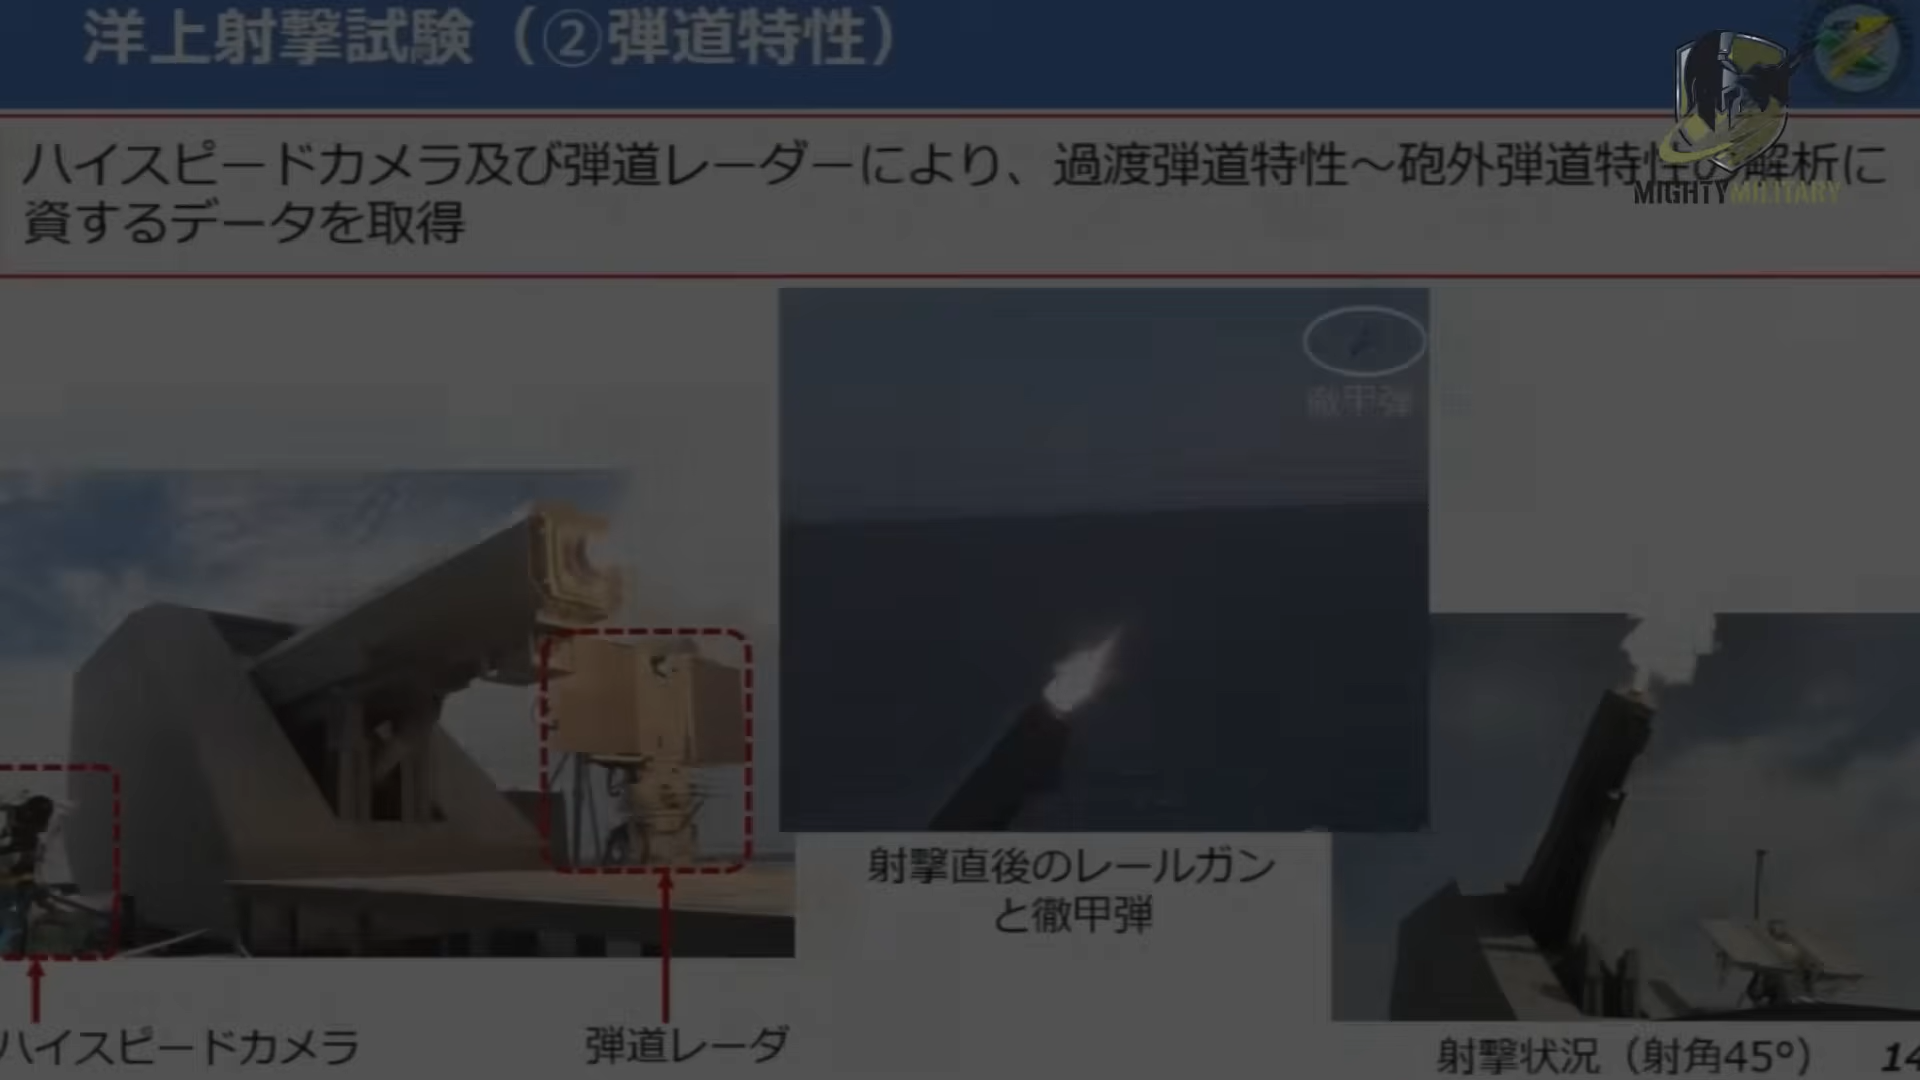 洋上射撃試験（②弾道特性）
MIGHTYMILITARY
ハイスピードカメラ及び弾道レーダーにより、過渡弾道特性～砲外弾道特性の解析に
資するデータを取得
徹甲弾
射撃直後のレールガン
と徹甲弾
ハイスピードカメラ
弾道レーダ
射撃状況（射角45°）
14